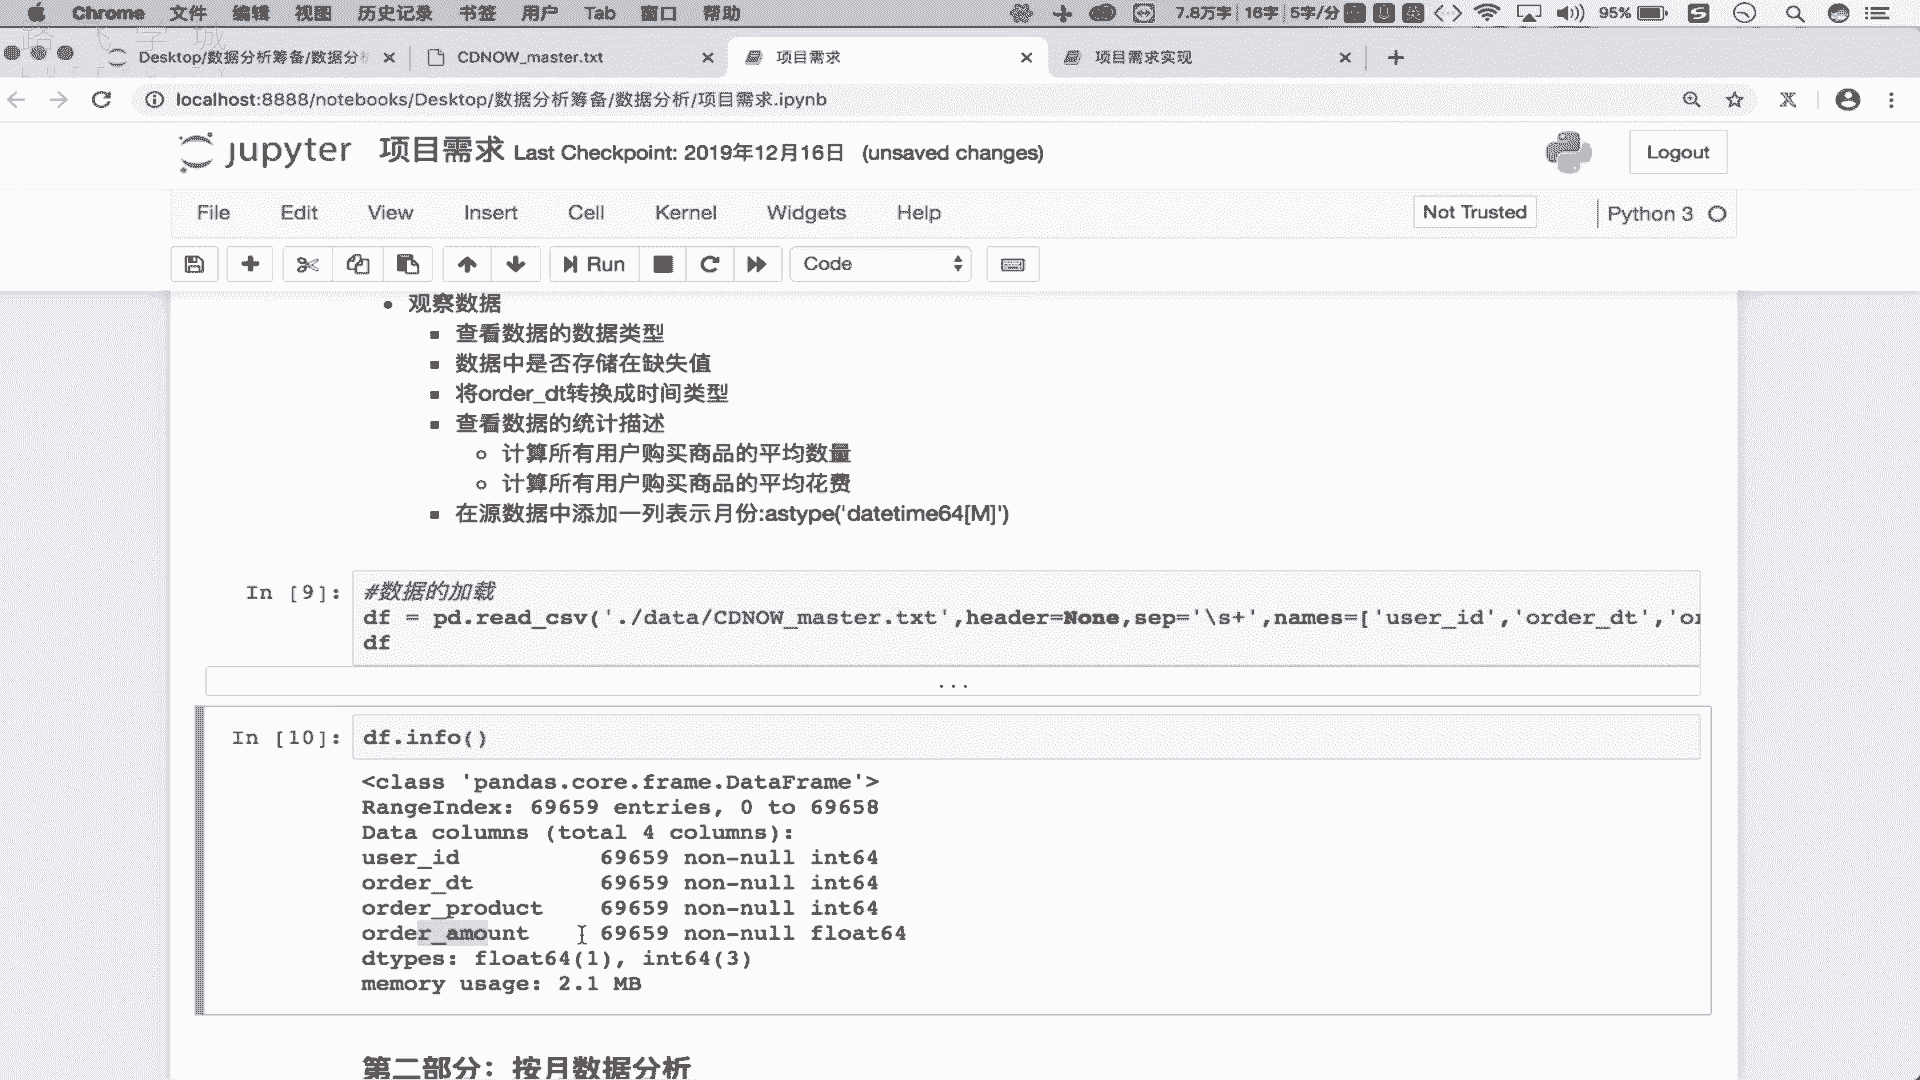 Chrome 文件 编辑 视图 历史记录 书签 用户 Tab 窗口 帮助 7.8万字 16字 5字/分 英 95%
Desktop/数据分析筹备/数据分 CDNOW_master.txt 项目需求 项目需求实现
localhost:8888/notebooks/Desktop/数据分析筹备/数据分析/项目需求.ipynb
jupyter 项目需求 Last Checkpoint: 2019年12月16日 (unsaved changes) Logout
File Edit View Insert Cell Kernel Widgets Help Not Trusted Python 3
Run Code
观察数据
查看数据的数据类型
数据中是否存储在缺失值
将order_dt转换成时间类型
查看数据的统计描述
计算所有用户购买商品的平均数量
计算所有用户购买商品的平均花费
在源数据中添加一列表示月份:astype('datetime64[M]')
In [9]: #数据的加载
df = pd.read_csv('./data/CDNOW_master.txt',header=None,sep='\s+',names=['user_id','order_dt','or
df
...
In [10]: df.info()
<class 'pandas.core.frame.DataFrame'>
RangeIndex: 69659 entries, 0 to 69658
Data columns (total 4 columns):
user_id 69659 non-null int64
order_dt 69659 non-null int64
order_product 69659 non-null int64
order_amount 69659 non-null float64
dtypes: float64(1), int64(3)
memory usage: 2.1 MB
第二部分：按月数据分析